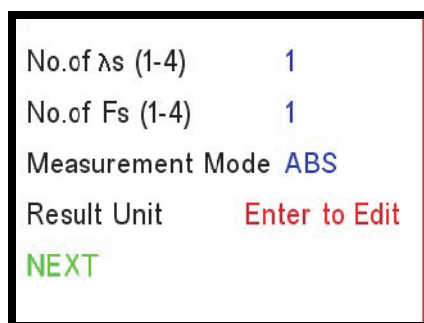 No.of λs (1-4) 1
No.of Fs (1-4) 1
Measurement Mode ABS
Result Unit Enter to Edit
NEXT